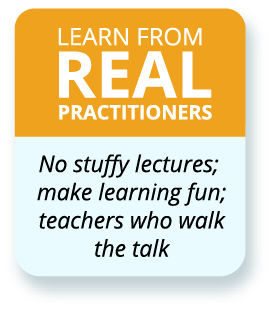 LEARN FROM
REAL
PRACTITIONERS
No stuffy lectures;
make learning fun;
teachers who walk
the talk